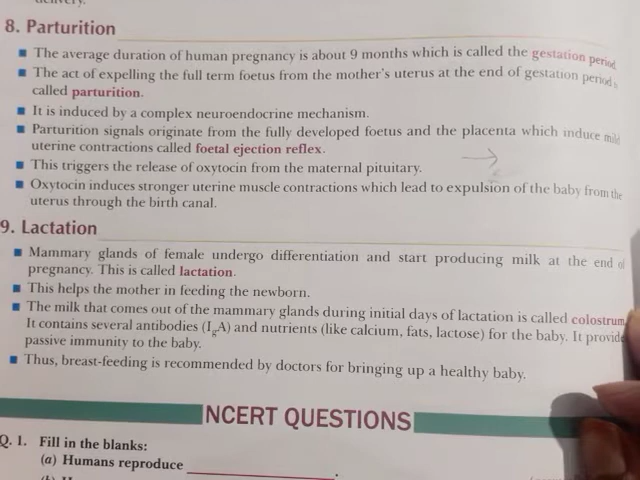 delivery.
8. Parturition
■ The average duration of human pregnancy is about 9 months which is called the gestation period
■ The act of expelling the full term foetus from the mother's uterus at the end of gestation period is
called parturition.
■ It is induced by a complex neuroendocrine mechanism.
■ Parturition signals originate from the fully developed foetus and the placenta which induce mild
uterine contractions called foetal ejection reflex.
■ This triggers the release of oxytocin from the maternal pituitary.
■ Oxytocin induces stronger uterine muscle contractions which lead to expulsion of the baby from the
uterus through the birth canal.
9. Lactation
■ Mammary glands of female undergo differentiation and start producing milk at the end of
pregnancy. This is called lactation.
■ This helps the mother in feeding the newborn.
■ The milk that comes out of the mammary glands during initial days of lactation is called colostrum.
It contains several antibodies (IgA) and nutrients (like calcium, fats, lactose) for the baby. It provide
passive immunity to the baby.
■ Thus, breast-feeding is recommended by doctors for bringing up a healthy baby.
NCERT QUESTIONS
Q. 1. Fill in the blanks:
(a) Humans reproduce ____________.
(b)